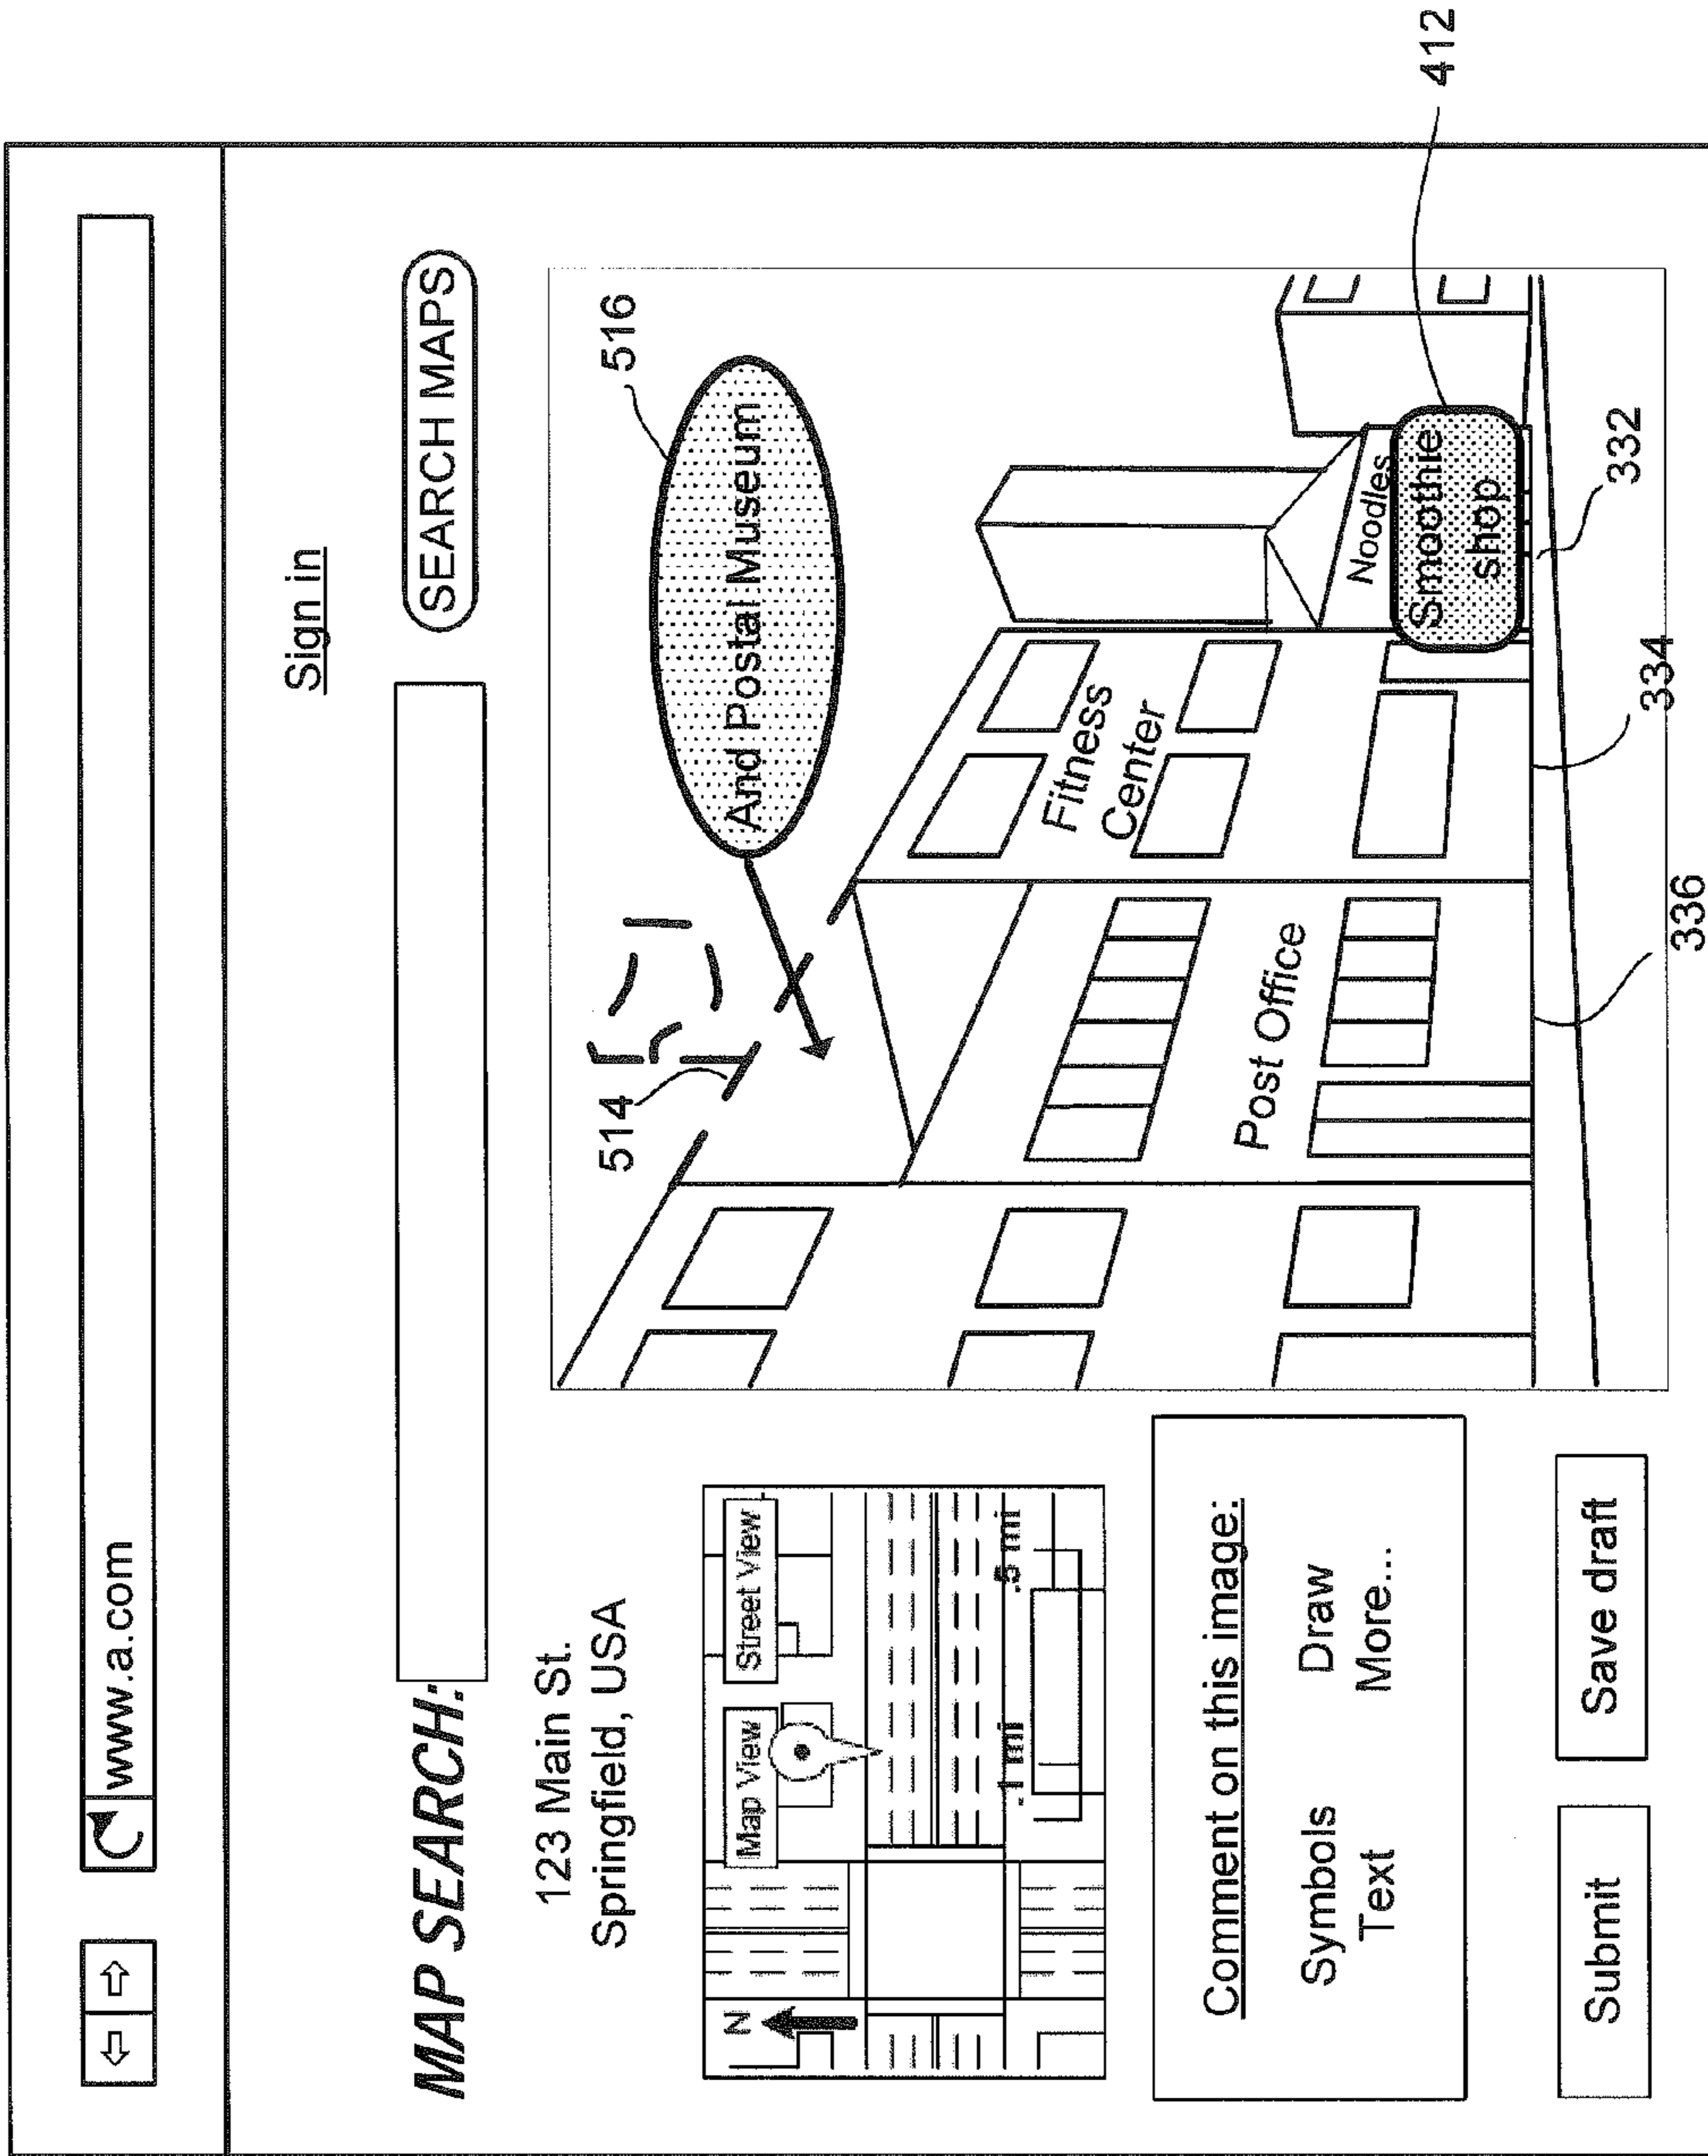 www.a.com
Sign in
MAP SEARCH:
SEARCH MAPS
123 Main St.
Springfield, USA
N
Map View
Street View
.1 mi
.5 mi
Comment on this image:
Symbols
Draw
Text
More...
Submit
Save draft
514
516
And Postal Museum
Fitness
Center
Post Office
Noodles
Smoothie
shop
412
336
334
332